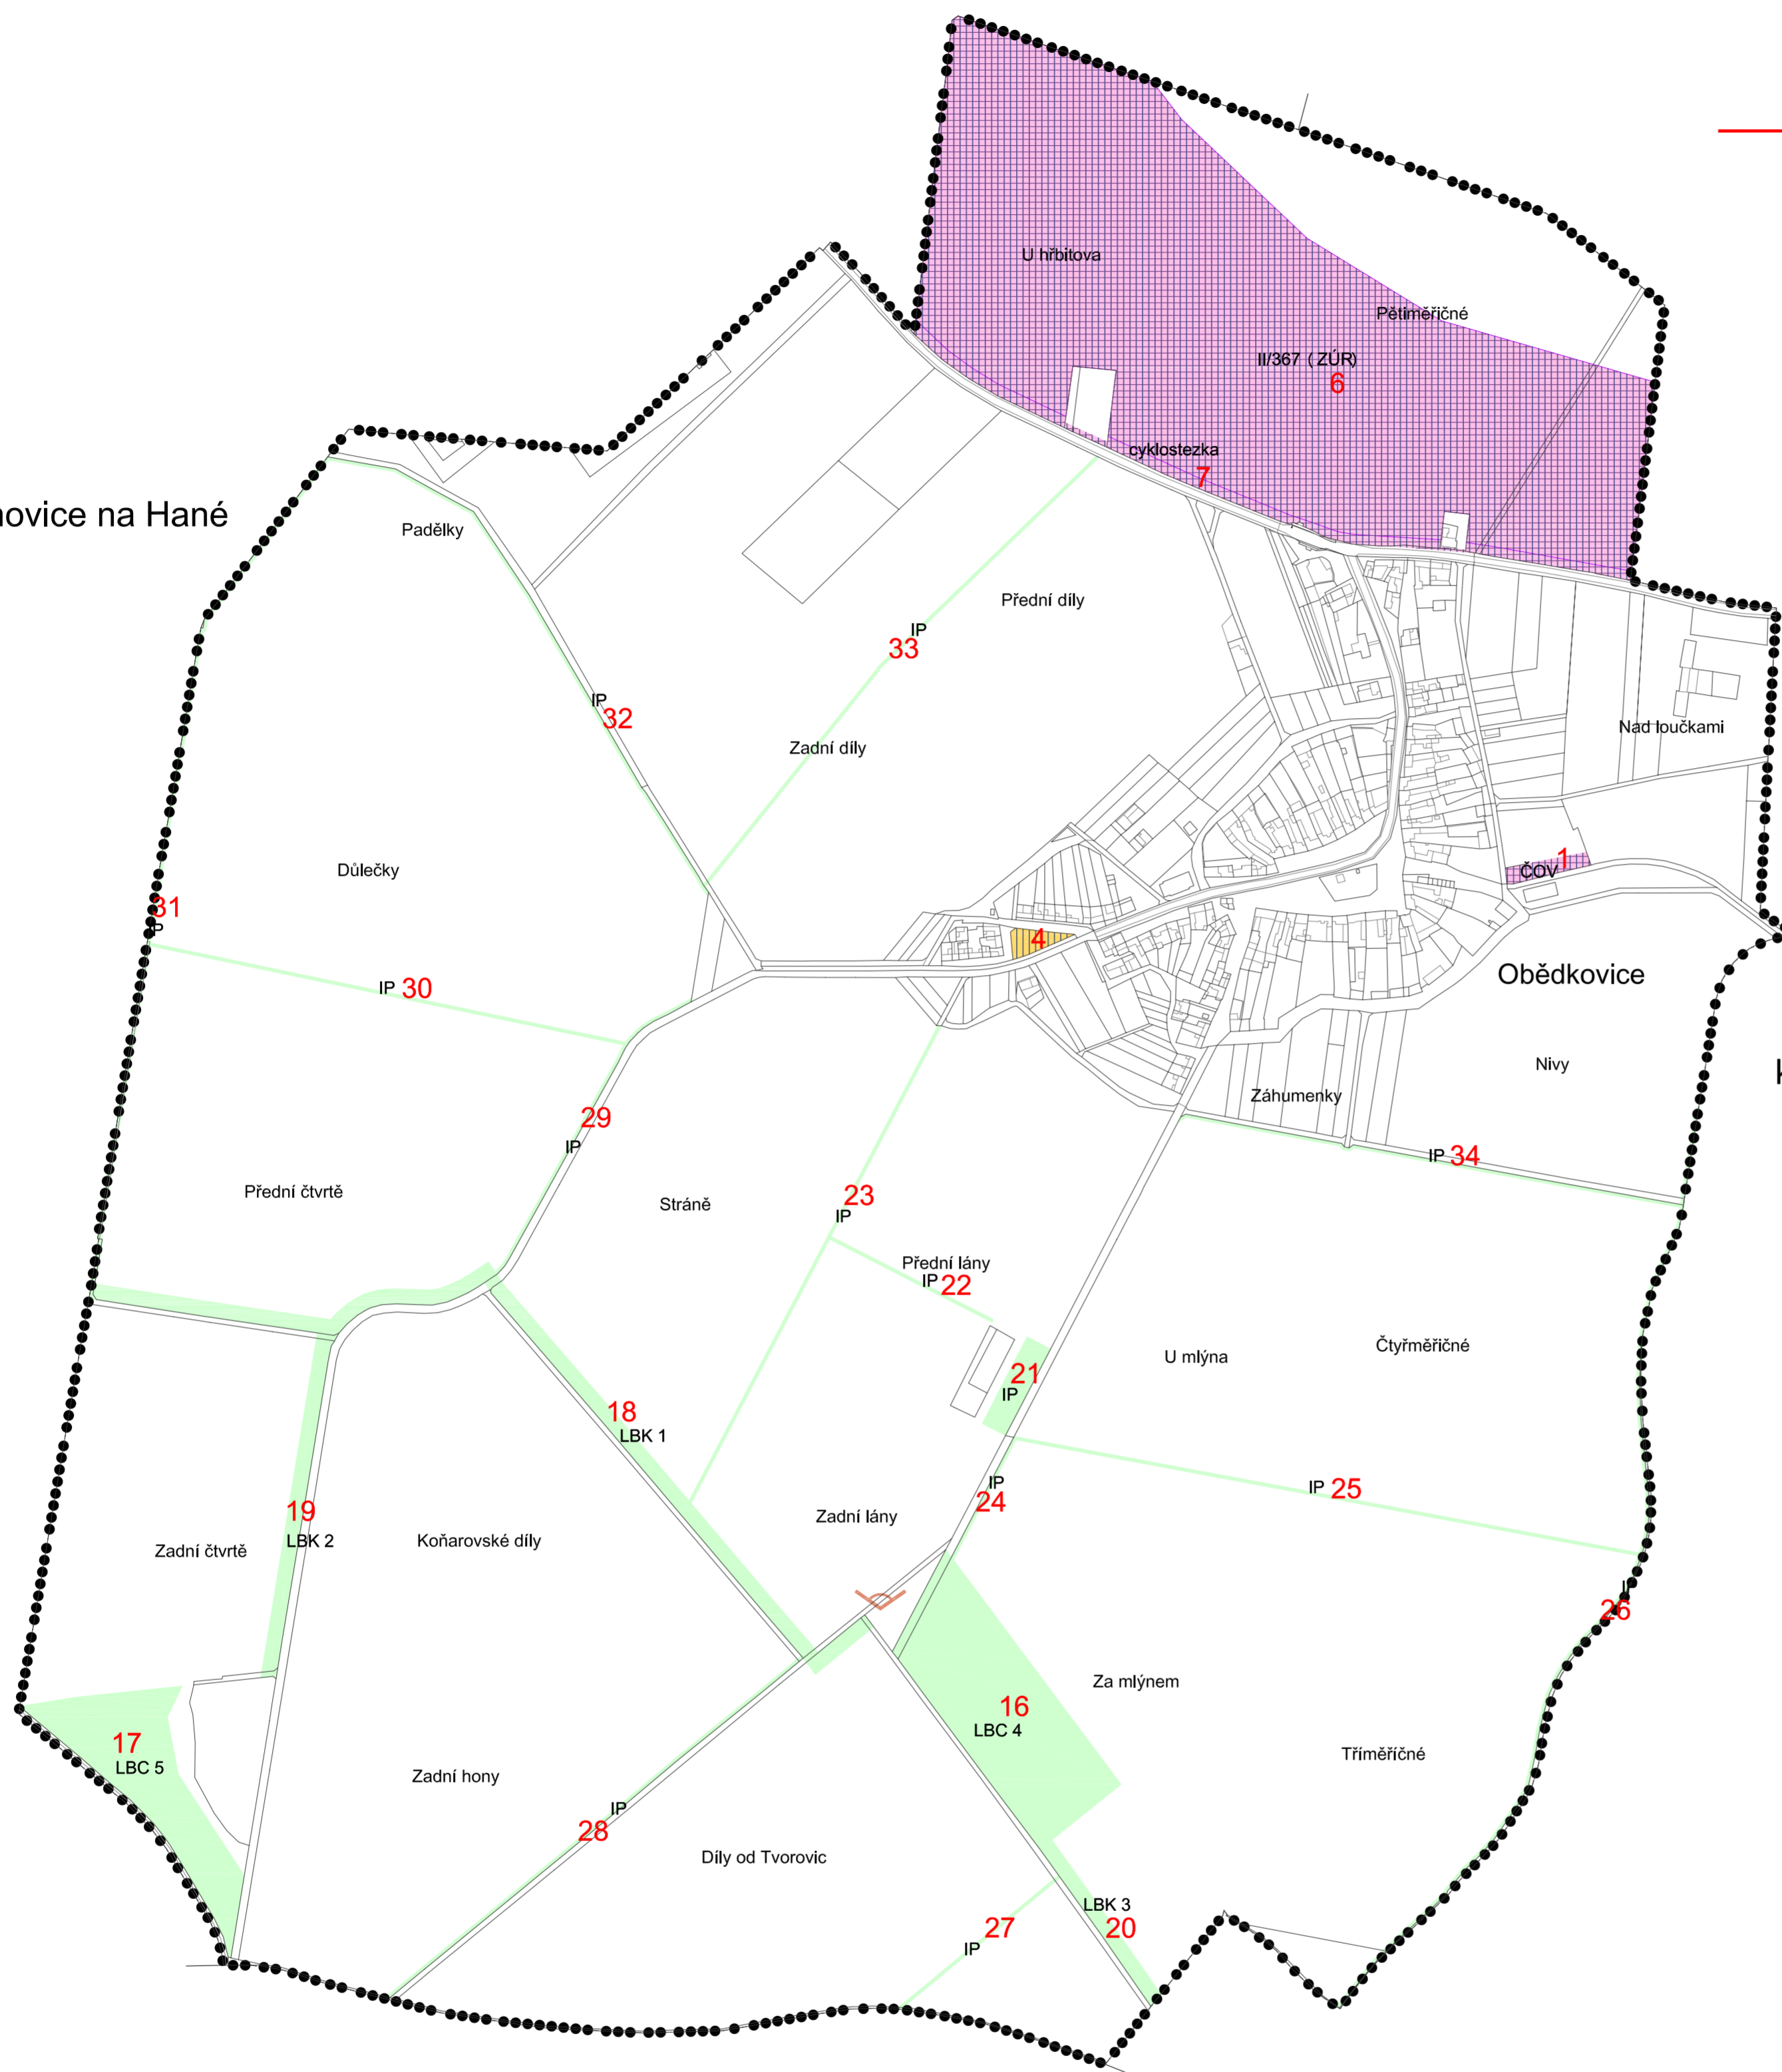 U hřbitova
Pětiměřičné
II/367 ( ZÚR)
6
cyklostezka
7
novice na Hané
Padělky
Přední díly
IP
33
IP
32
Zadní díly
Nad loučkami
Důlečky
1
ČOV
31
IP
4
IP 30
Obědkovice
Nivy
Záhumenky
29
IP
IP 34
Přední čtvrtě
Stráně
23
IP
Přední lány
IP 22
U mlýna
Čtyřměřičné
21
IP
18
LBK 1
IP
24
IP 25
19
LBK 2
Zadní lány
Koňarovské díly
Zadní čtvrtě
26
Za mlýnem
16
LBC 4
17
LBC 5
Tříměříčné
Zadní hony
IP
28
Díly od Tvorovic
LBK 3
20
27
IP